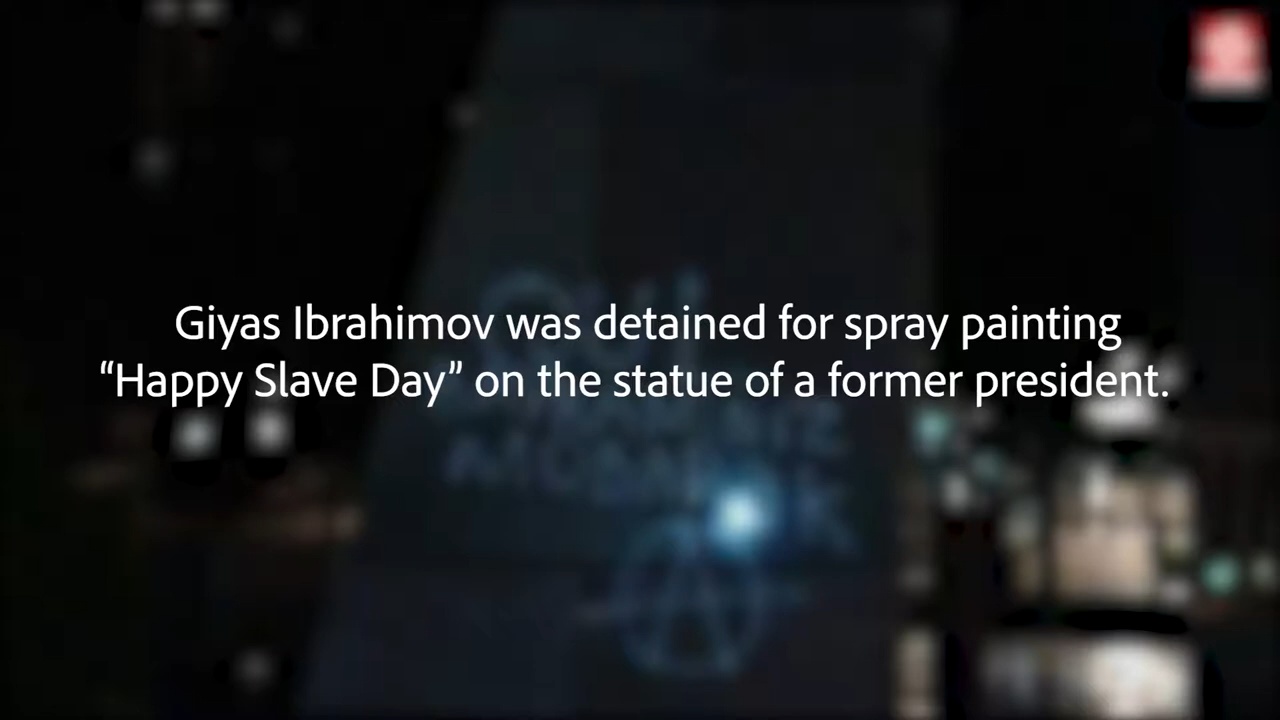 Giyas Ibrahimov was detained for spray painting
“Happy Slave Day” on the statue of a former president.